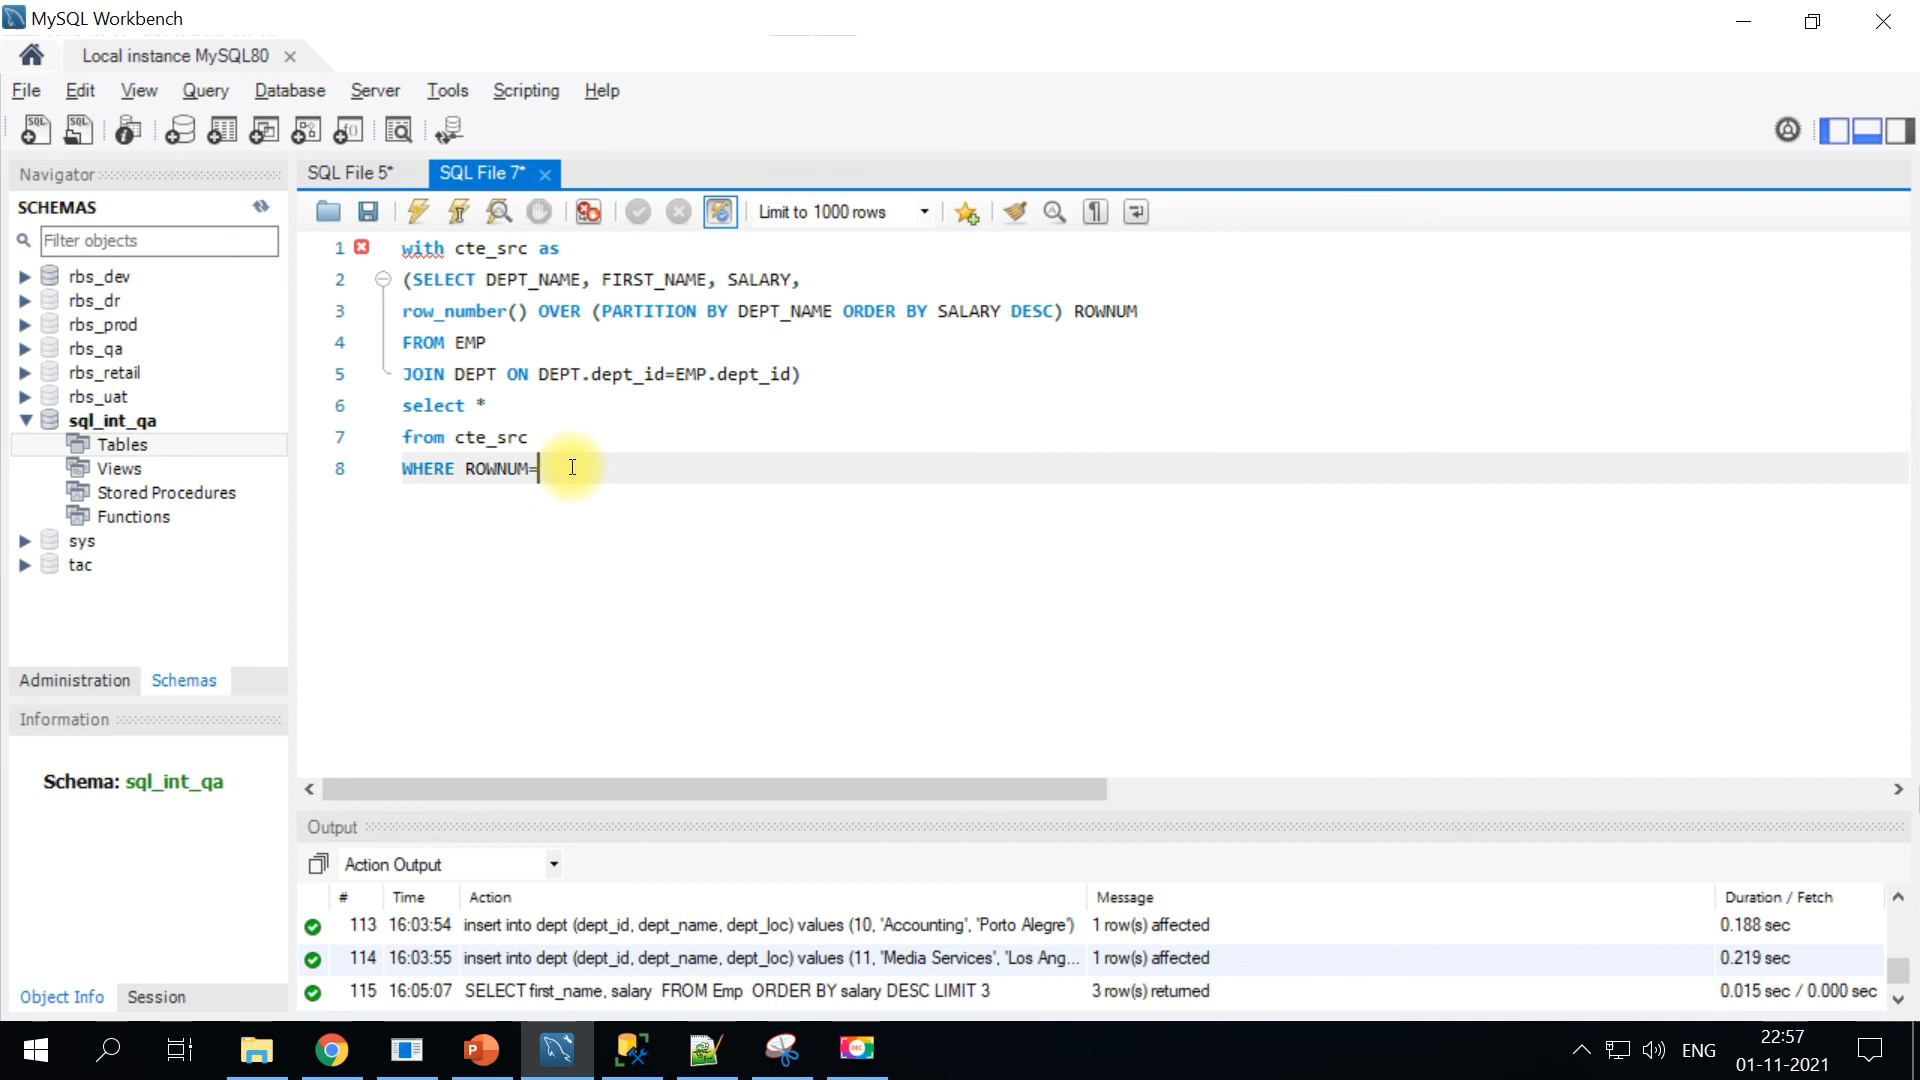 MySQL Workbench
Local instance MySQL80
File Edit View Query Database Server Tools Scripting Help
Navigator
SCHEMAS
Filter objects
rbs_dev
rbs_dr
rbs_prod
rbs_qa
rbs_retail
rbs_uat
sql_int_qa
Tables
Views
Stored Procedures
Functions
sys
tac
Administration Schemas
Information
Schema: sql_int_qa
Object Info Session
SQL File 5* SQL File 7*
Limit to 1000 rows
1 with cte_src as
2 (SELECT DEPT_NAME, FIRST_NAME, SALARY,
3 row_number() OVER (PARTITION BY DEPT_NAME ORDER BY SALARY DESC) ROWNUM
4 FROM EMP
5 JOIN DEPT ON DEPT.dept_id=EMP.dept_id)
6 select *
7 from cte_src
8 WHERE ROWNUM=
Output
Action Output
# Time Action Message Duration / Fetch
113 16:03:54 insert into dept (dept_id, dept_name, dept_loc) values (10, 'Accounting', 'Porto Alegre') 1 row(s) affected 0.188 sec
114 16:03:55 insert into dept (dept_id, dept_name, dept_loc) values (11, 'Media Services', 'Los Ang... 1 row(s) affected 0.219 sec
115 16:05:07 SELECT first_name, salary FROM Emp ORDER BY salary DESC LIMIT 3 3 row(s) returned 0.015 sec / 0.000 sec
ENG
22:57
01-11-2021